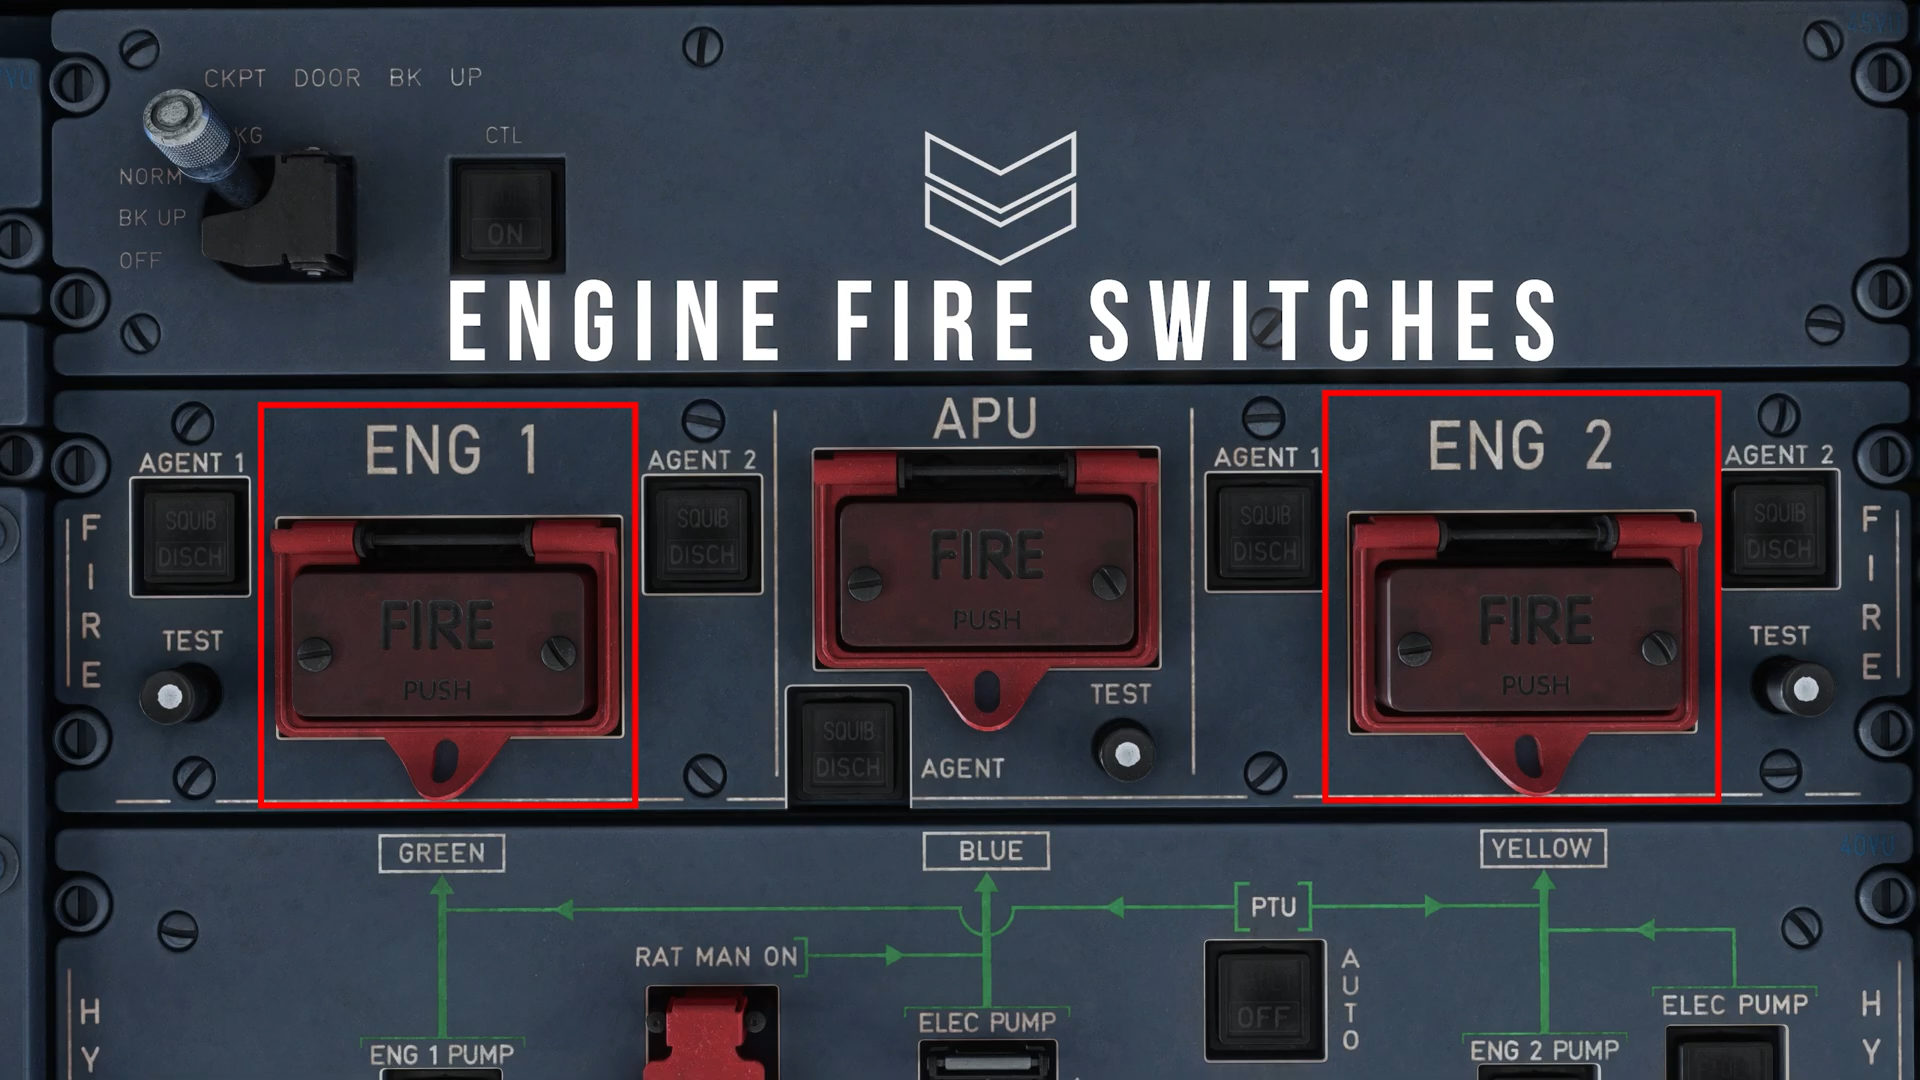 CKPT DOOR BK UP
KG
CTL
NORM
BK UP
OFF
ON
ENGINE FIRE SWITCHES
ENG 1
APU
ENG 2
AGENT 1
AGENT 2
AGENT 1
AGENT 2
FIRE
SQUIB
DISCH
SQUIB
DISCH
FIRE
PUSH
SQUIB
DISCH
SQUIB
DISCH
FIRE
FIRE
PUSH
FIRE
PUSH
TEST
TEST
TEST
SQUIB
DISCH
AGENT
40VU
GREEN
BLUE
YELLOW
PTU
RAT MAN ON
AUTO
OFF
ELEC PUMP
ELEC PUMP
HY
ENG 1 PUMP
ENG 2 PUMP
HY